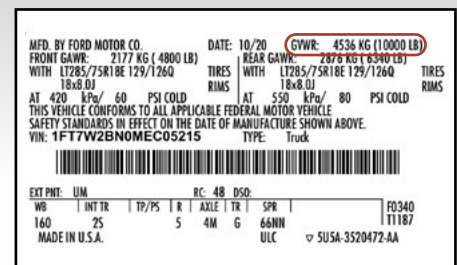 MFD. BY FORD MOTOR CO. DATE: 10/20 GVWR: 4536 KG (10000 LB)
FRONT GAWR: 2177 KG (4800 LB) REAR GAWR: 2876 KG (6340 LB)
WITH LT285/75R18E 129/126Q TIRES WITH LT285/75R18E 129/126Q TIRES
18x8.0J RIMS 18x8.0J RIMS
AT 420 kPa/ 60 PSI COLD AT 550 kPa/ 80 PSI COLD
THIS VEHICLE CONFORMS TO ALL APPLICABLE FEDERAL MOTOR VEHICLE
SAFETY STANDARDS IN EFFECT ON THE DATE OF MANUFACTURE SHOWN ABOVE.
VIN: 1FT7W2BN0MEC05215 TYPE: Truck
EXT PNT: UM RC: 48 DSO:
WB INT TR TP/PS R AXLE TR SPR F0340
160 2S 5 4M G 66NN T1187
MADE IN U.S.A. ULC ▽ 5U5A-3520472-AA